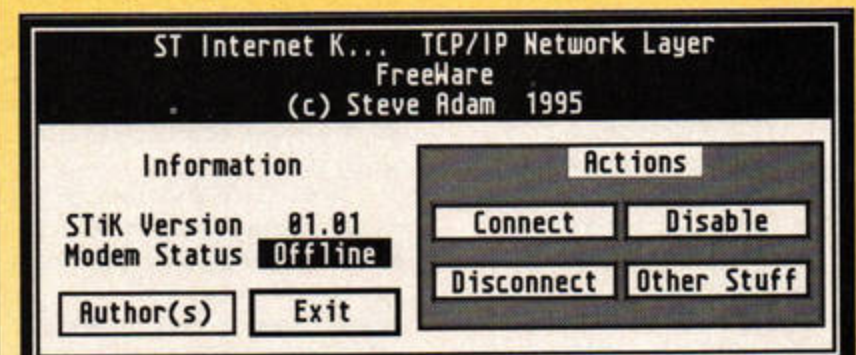 ST Internet K... TCP/IP Network Layer
FreeWare
(c) Steve Adam 1995
Information
STiK Version 01.01
Modem Status Offline
Author(s) Exit
Actions
Connect Disable
Disconnect Other Stuff